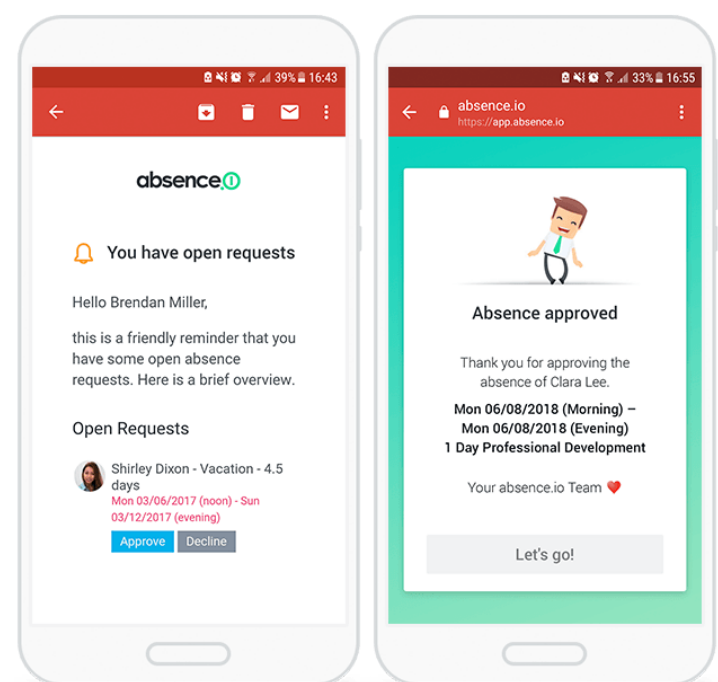 39% 16:43
absence.io
You have open requests
Hello Brendan Miller,
this is a friendly reminder that you
have some open absence
requests. Here is a brief overview.
Open Requests
Shirley Dixon - Vacation - 4.5
days
Mon 03/06/2017 (noon) - Sun
03/12/2017 (evening)
Approve Decline
33% 16:55
absence.io
https://app.absence.io
Absence approved
Thank you for approving the
absence of Clara Lee.
Mon 06/08/2018 (Morning) –
Mon 06/08/2018 (Evening)
1 Day Professional Development
Your absence.io Team ❤
Let's go!